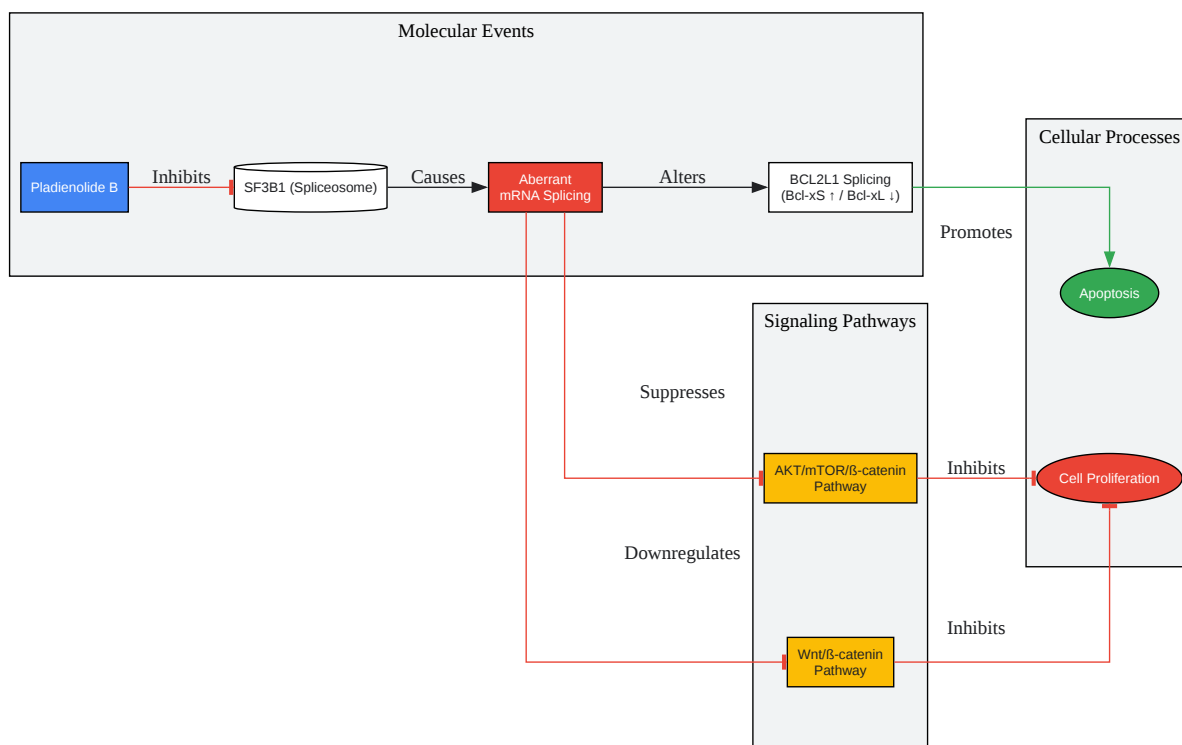 Molecular Events
Pladienolide B
Inhibits
SF3B1 (Spliceosome)
Causes
Aberrant
mRNA Splicing
Alters
BCL2L1 Splicing
(Bcl-xS ↑ / Bcl-xL ↓)
Promotes
Cellular Processes
Apoptosis
Signaling Pathways
Suppresses
AKT/mTOR/ß-catenin
Pathway
Inhibits
Cell Proliferation
Downregulates
Wnt/ß-catenin
Pathway
Inhibits